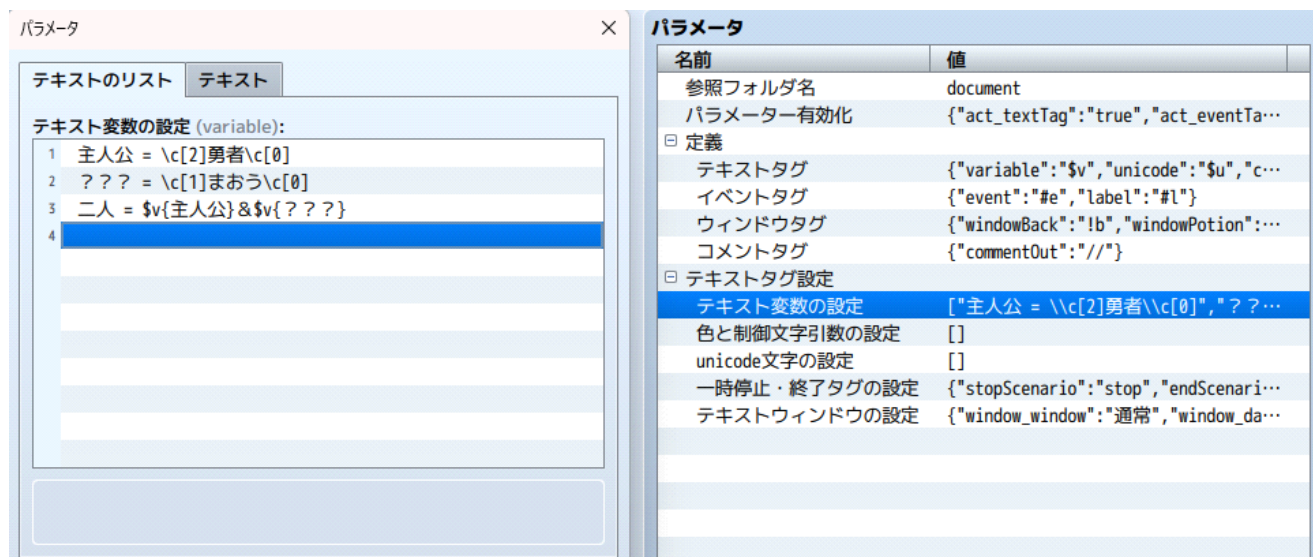 パラメータ
テキストのリスト テキスト
テキスト変数の設定 (variable):
1 主人公 = \c[2]勇者\c[0]
2 ？？？ = \c[1]まおう\c[0]
3 二人 = $v{主人公}＆$v{？？？}
4
パラメータ
名前 値
参照フォルダ名 document
パラメーター有効化 {"act_textTag":"true","act_eventTa…
定義
テキストタグ {"variable":"$v","unicode":"$u","c…
イベントタグ {"event":"#e","label":"#l"}
ウィンドウタグ {"windowBack":"!b","windowPotion":…
コメントタグ {"commentOut":"//"}
テキストタグ設定
テキスト変数の設定 ["主人公 = \\c[2]勇者\\c[0]","？？…
色と制御文字引数の設定 []
unicode文字の設定 []
一時停止・終了タグの設定 {"stopScenario":"stop","endScenari…
テキストウィンドウの設定 {"window_window":"通常","window_da…